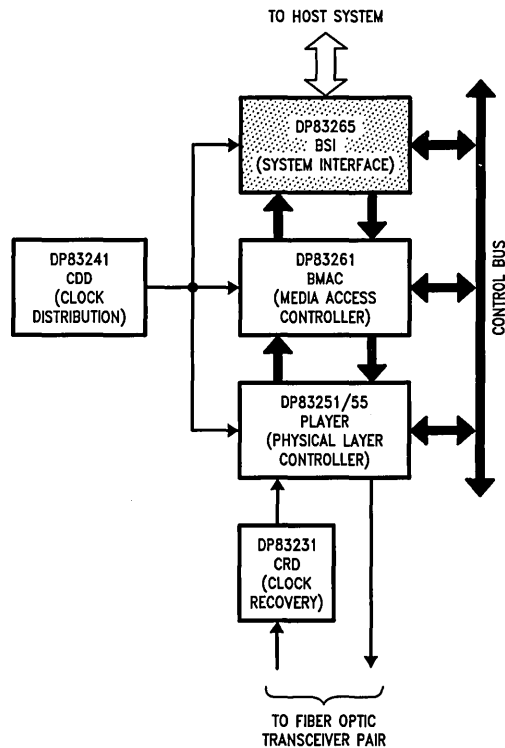 TO HOST SYSTEM
DP83265
BSI
(SYSTEM INTERFACE)
DP83241
CDD
(CLOCK
DISTRIBUTION)
DP83261
BMAC
(MEDIA ACCESS
CONTROLLER)
CONTROL BUS
DP83251/55
PLAYER
(PHYSICAL LAYER
CONTROLLER)
DP83231
CRD
(CLOCK
RECOVERY)
TO FIBER OPTIC
TRANSCEIVER PAIR